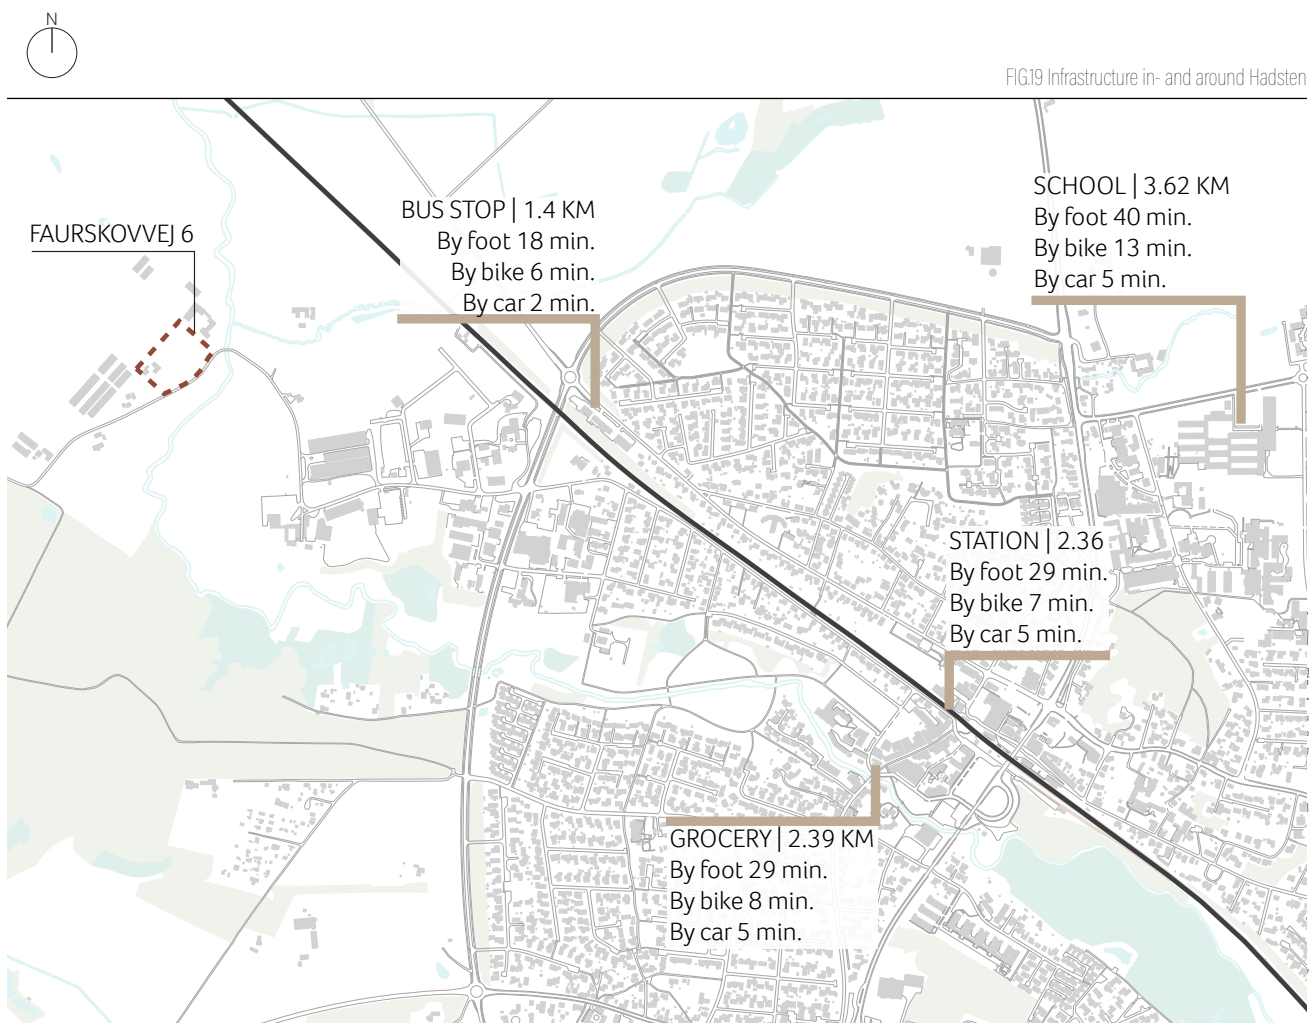 N
FIG.19 Infrastructure in- and around Hadsten
SCHOOL | 3.62 KM
By foot 40 min.
By bike 13 min.
By car 5 min.
BUS STOP | 1.4 KM
By foot 18 min.
By bike 6 min.
By car 2 min.
FAURSKOVVEJ 6
STATION | 2.36
By foot 29 min.
By bike 7 min.
By car 5 min.
GROCERY | 2.39 KM
By foot 29 min.
By bike 8 min.
By car 5 min.